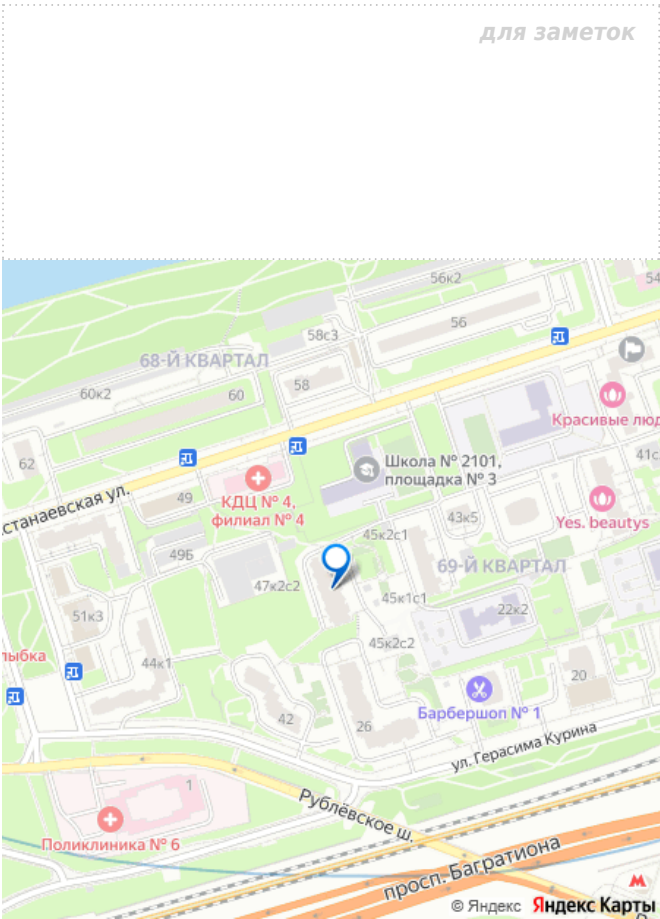 для заметок
56к2
54
56
58с3
68-Й КВАРТАЛ
58
60к2
60
Красивые люд
62
Школа № 2101,
площадка № 3
41с
49
КДЦ № 4,
филиал № 4
станаевская ул.
43к5
Yes. beautys
45к2с1
49Б
69-Й КВАРТАЛ
47к2с2
45к1с1
22к2
51к3
45к2с2
лыбка
44к1
20
Барбершоп № 1
42
26
ул. Герасима Курина
1
Рублёвское ш.
Поликлиника № 6
просп. Багратиона
© Яндекс Яндекс Карты